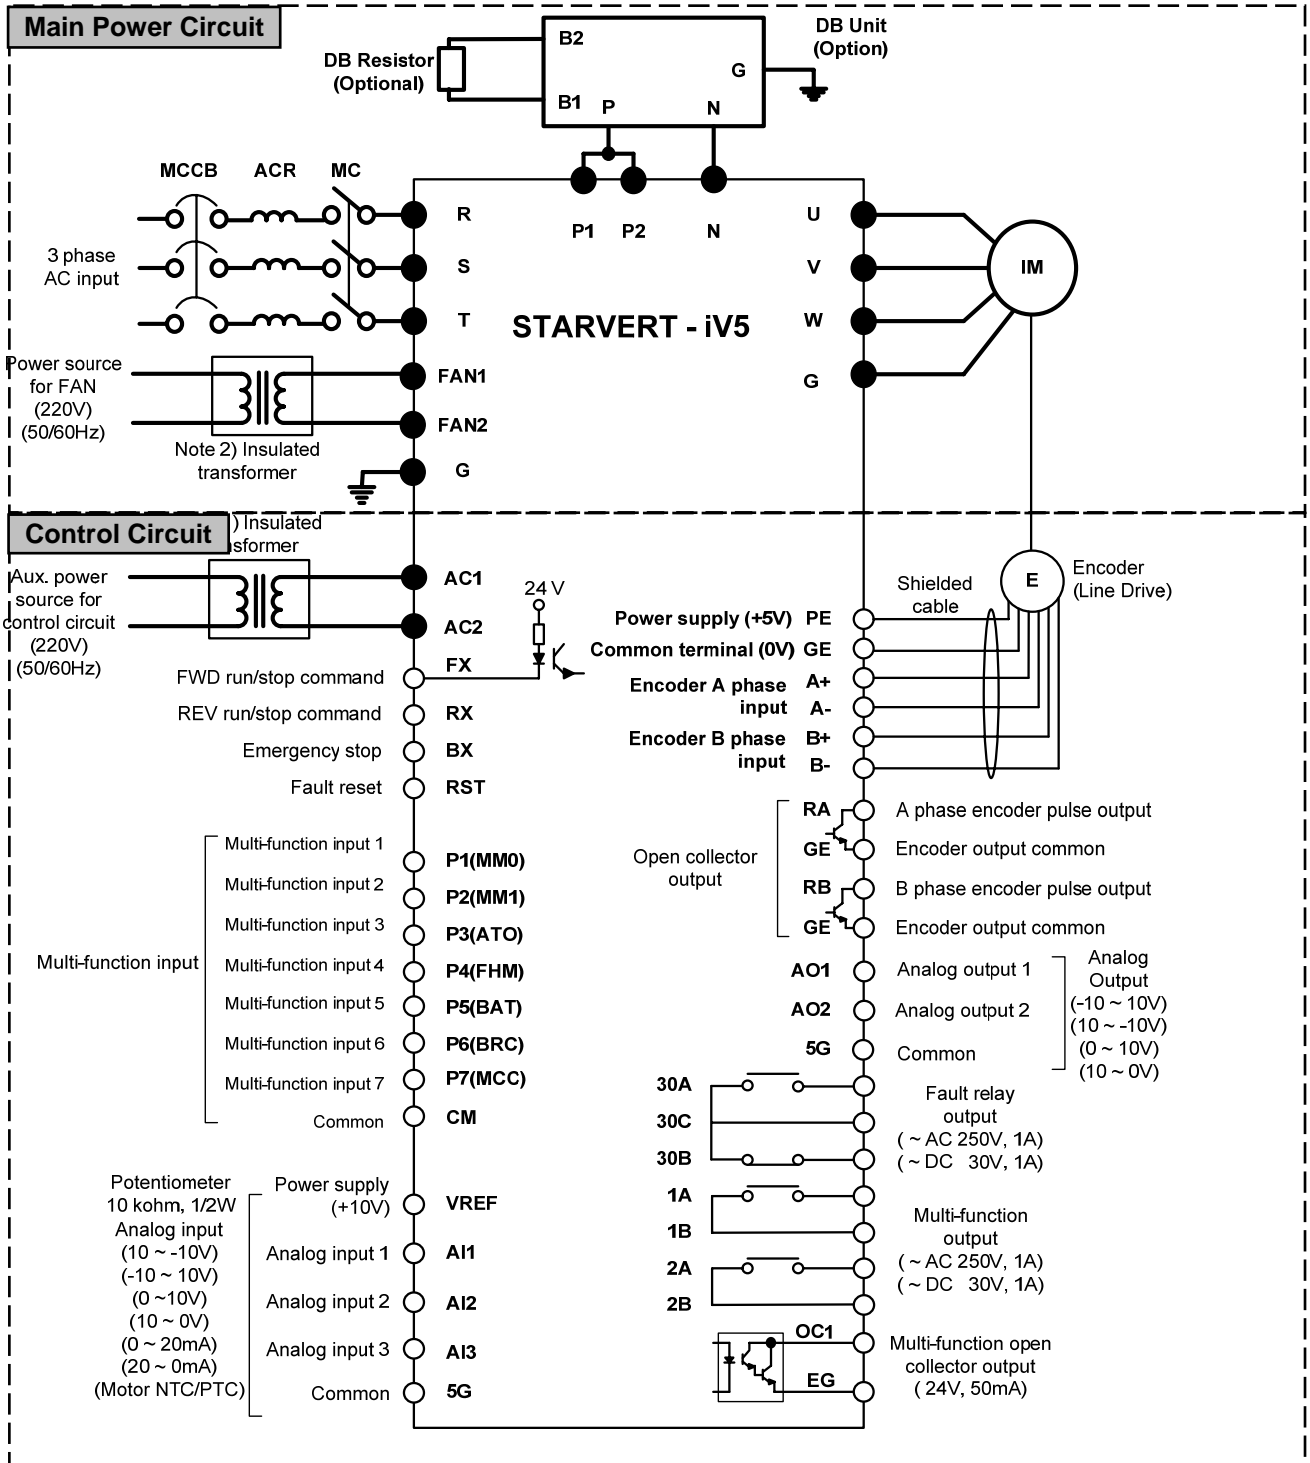 Main Power Circuit
DB Resistor
(Optional)
B2
B1
P
N
G
DB Unit
(Option)
MCCB
ACR
MC
3 phase
AC input
R
S
T
P1
P2
N
U
V
W
G
IM
STARVERT - iV5
Power source
for FAN
(220V)
(50/60Hz)
FAN1
FAN2
G
Note 2) Insulated
transformer
Control Circuit
) Insulated
sformer
Aux. power
source for
control circuit
(220V)
(50/60Hz)
AC1
AC2
24 V
FWD run/stop command
FX
REV run/stop command
RX
Emergency stop
BX
Fault reset
RST
Multi-function input
Multi-function input 1
P1(MM0)
Multi-function input 2
P2(MM1)
Multi-function input 3
P3(ATO)
Multi-function input 4
P4(FHM)
Multi-function input 5
P5(BAT)
Multi-function input 6
P6(BRC)
Multi-function input 7
P7(MCC)
Common
CM
Potentiometer
10 kohm, 1/2W
Analog input
(10 ~ -10V)
(-10 ~ 10V)
(0 ~10V)
(10 ~ 0V)
(0 ~ 20mA)
(20 ~ 0mA)
(Motor NTC/PTC)
Power supply
(+10V)
VREF
Analog input 1
AI1
Analog input 2
AI2
Analog input 3
AI3
Common
5G
E
Encoder
(Line Drive)
Shielded
cable
Power supply (+5V)
PE
Common terminal (0V)
GE
Encoder A phase
input
A+
A-
Encoder B phase
input
B+
B-
Open collector
output
RA
A phase encoder pulse output
GE
Encoder output common
RB
B phase encoder pulse output
GE
Encoder output common
AO1
Analog output 1
AO2
Analog output 2
5G
Common
Analog
Output
(-10 ~ 10V)
(10 ~ -10V)
(0 ~ 10V)
(10 ~ 0V)
30A
30C
30B
Fault relay
output
( ~ AC 250V, 1A)
( ~ DC 30V, 1A)
1A
1B
2A
2B
Multi-function
output
( ~ AC 250V, 1A)
( ~ DC 30V, 1A)
OC1
EG
Multi-function open
collector output
( 24V, 50mA)